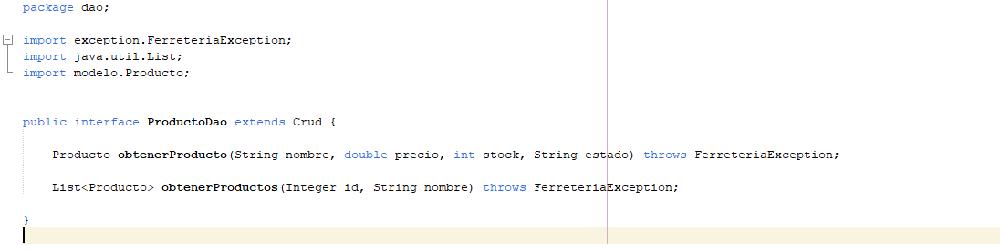 package dao;
import exception.FerreteriaException;
import java.util.List;
import modelo.Producto;
public interface ProductoDao extends Crud {
Producto obtenerProducto(String nombre, double precio, int stock, String estado) throws FerreteriaException;
List<Producto> obtenerProductos(Integer id, String nombre) throws FerreteriaException;
}